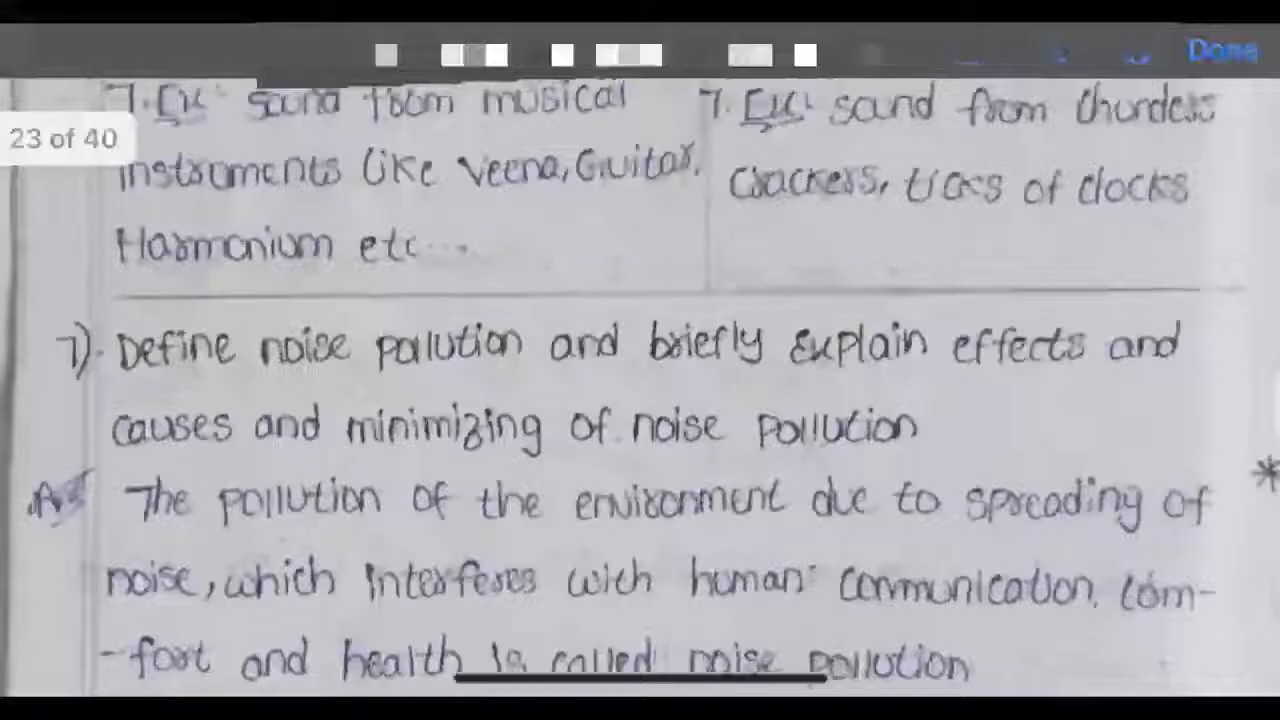 Done
23 of 40
7. Ex: sound from musical
instruments like Veena, Guitar,
Harmonium etc...
7. Ex: sound from thunders
crackers, ticks of clocks
7). Define noise pollution and briefly explain effects and
causes and minimizing of noise pollution
Ans The pollution of the environment due to spreading of
noise, which interferes with human communication, com-
-fort and health is called noise pollution
*